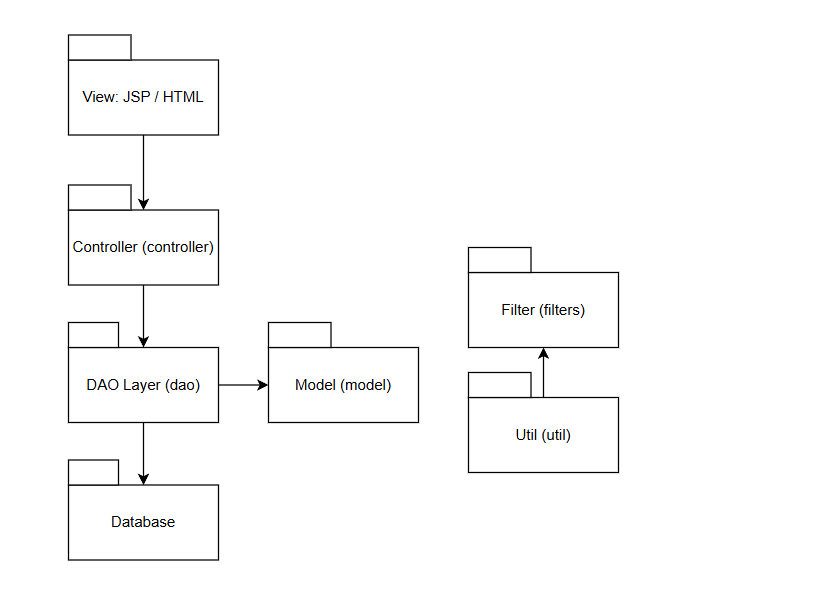 View: JSP / HTML
Controller (controller)
DAO Layer (dao)
Model (model)
Database
Filter (filters)
Util (util)